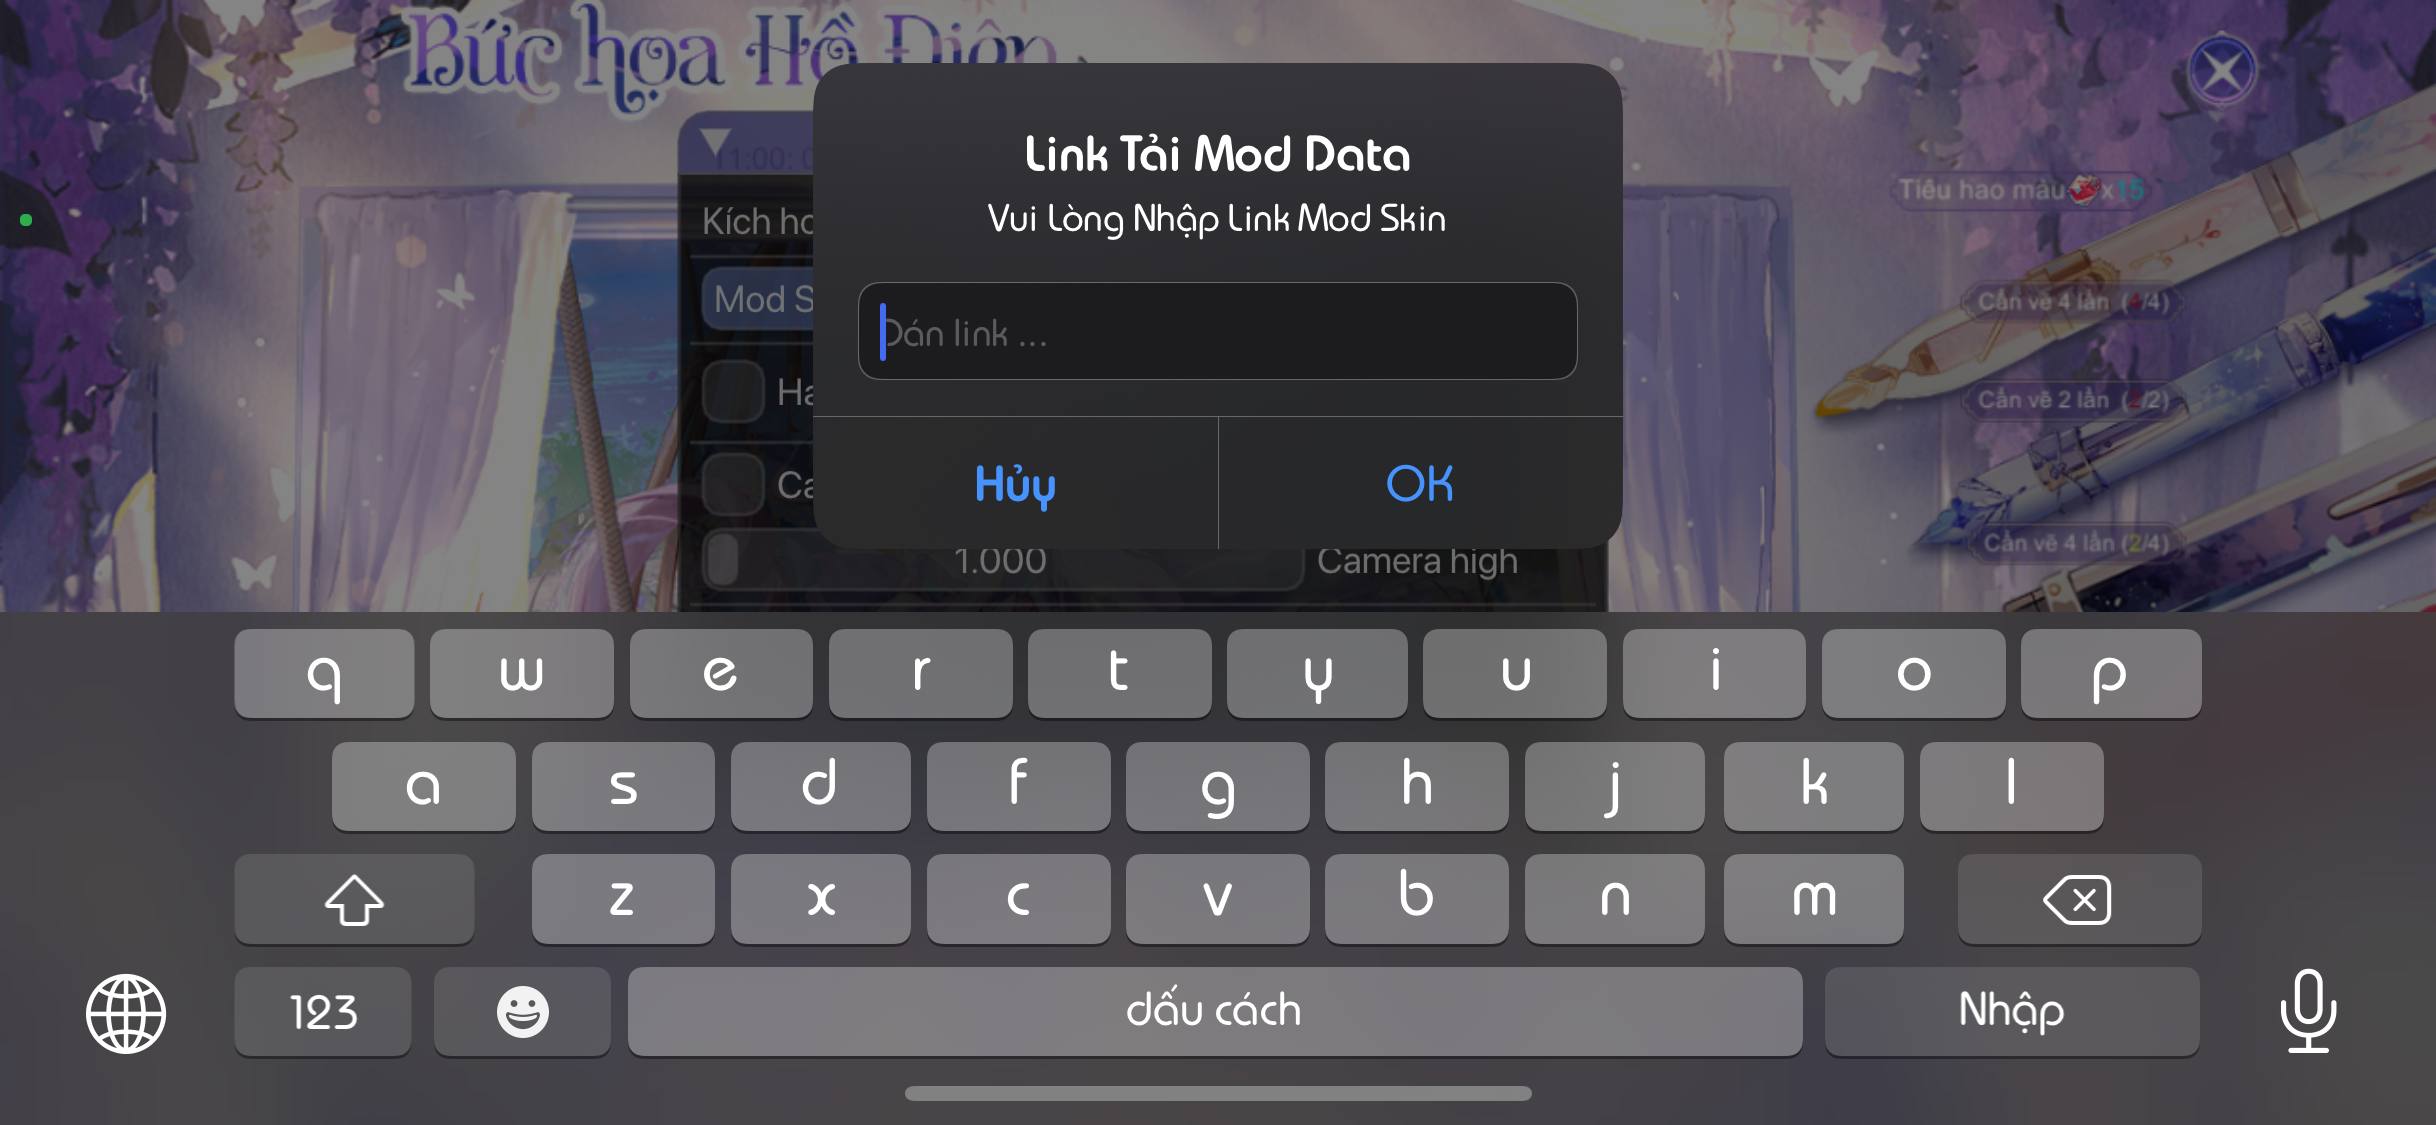 Bức họa Hồ Điệp
Link Tải Mod Data
Vui Lòng Nhập Link Mod Skin
Dán link ...
Hủy
OK
11:00:
Kích ho
Mod S
Ha
Ca
1.000
Camera high
Tiêu hao màu x15
Cần vẽ 4 lần (4/4)
Cần vẽ 2 lần (2/2)
Cần vẽ 4 lần (2/4)
q w e r t y u i o p
a s d f g h j k l
z x c v b n m
123
dấu cách
Nhập